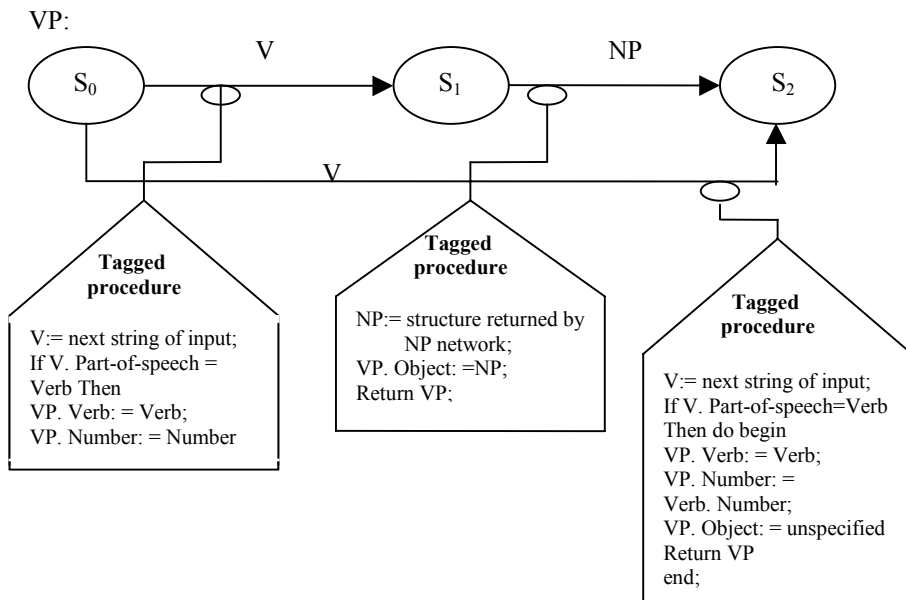 VP:
V
NP
S₀
S₁
S₂
V
Tagged
procedure
V:= next string of input;
If V. Part-of-speech =
Verb Then
VP. Verb: = Verb;
VP. Number: = Number
Tagged
procedure
NP:= structure returned by
NP network;
VP. Object: =NP;
Return VP;
Tagged
procedure
V:= next string of input;
If V. Part-of-speech=Verb
Then do begin
VP. Verb: = Verb;
VP. Number: =
Verb. Number;
VP. Object: = unspecified
Return VP
end;